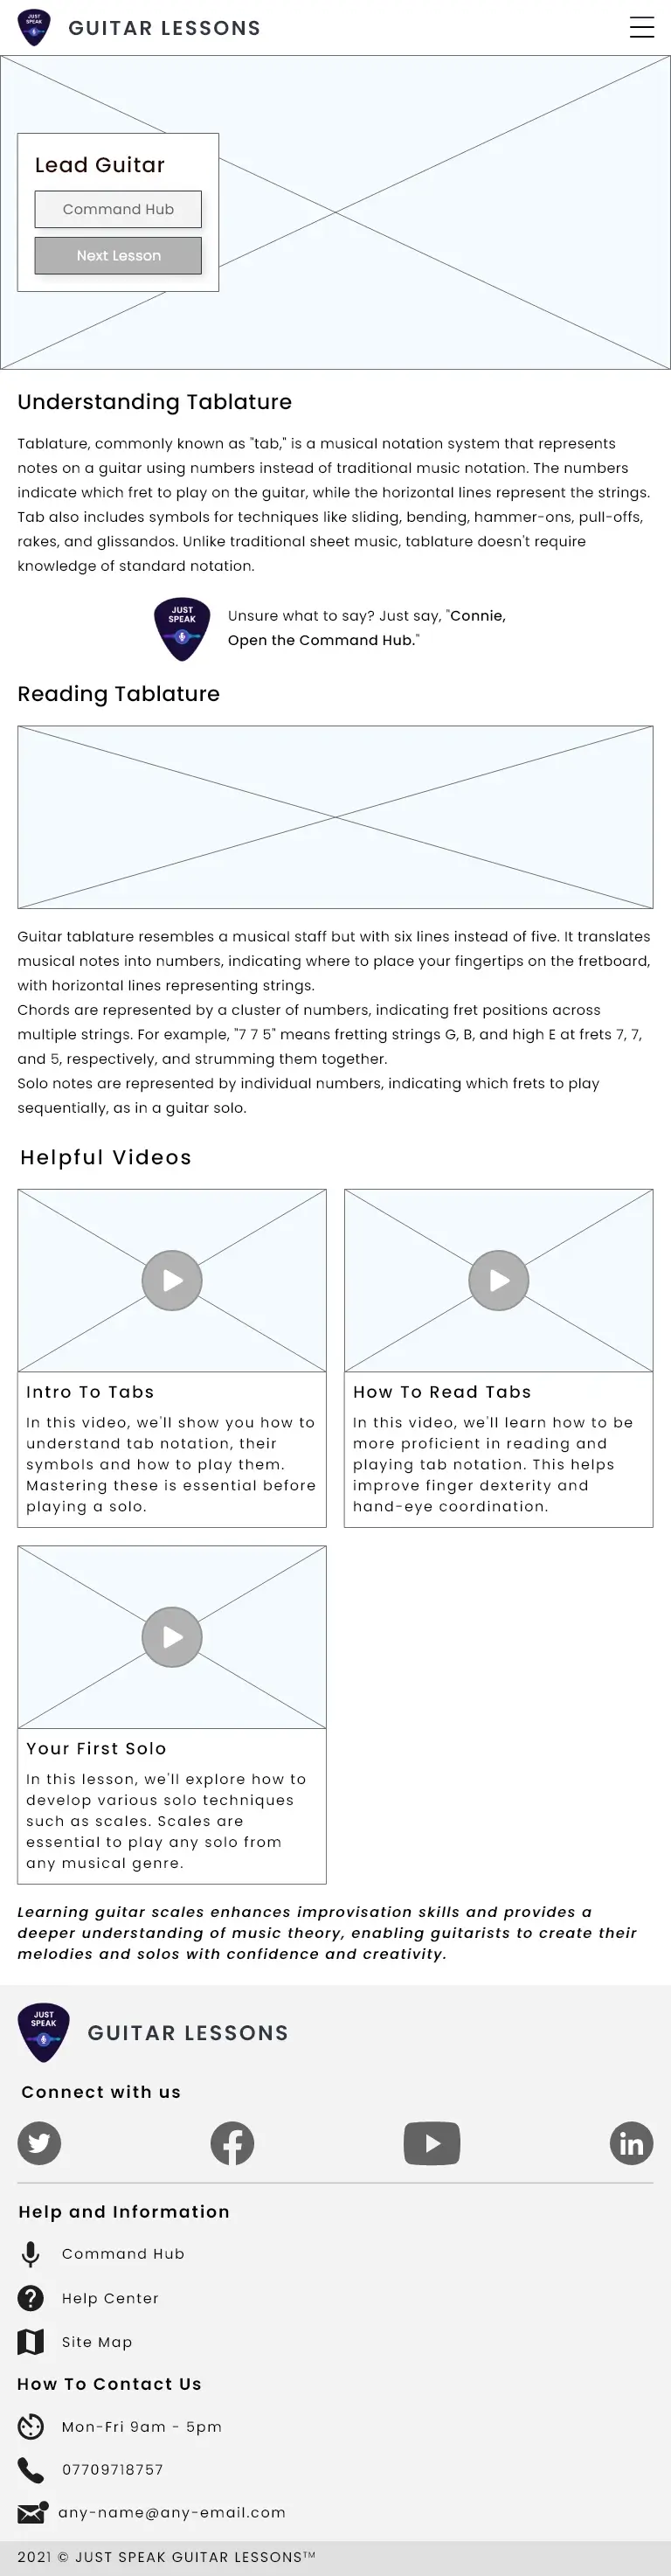 JUST
SPEAK
GUITAR LESSONS
Lead Guitar
Command Hub
Next Lesson
Understanding Tablature
Tablature, commonly known as "tab," is a musical notation system that represents
notes on a guitar using numbers instead of traditional music notation. The numbers
indicate which fret to play on the guitar, while the horizontal lines represent the strings.
Tab also includes symbols for techniques like sliding, bending, hammer-ons, pull-offs,
rakes, and glissandos. Unlike traditional sheet music, tablature doesn't require
knowledge of standard notation.
JUST
SPEAK
Unsure what to say? Just say, "Connie,
Open the Command Hub."
Reading Tablature
Guitar tablature resembles a musical staff but with six lines instead of five. It translates
musical notes into numbers, indicating where to place your fingertips on the fretboard,
with horizontal lines representing strings.
Chords are represented by a cluster of numbers, indicating fret positions across
multiple strings. For example, "7 7 5" means fretting strings G, B, and high E at frets 7, 7,
and 5, respectively, and strumming them together.
Solo notes are represented by individual numbers, indicating which frets to play
sequentially, as in a guitar solo.
Helpful Videos
Intro To Tabs
In this video, we'll show you how to
understand tab notation, their
symbols and how to play them.
Mastering these is essential before
playing a solo.
How To Read Tabs
In this video, we'll learn how to be
more proficient in reading and
playing tab notation. This helps
improve finger dexterity and
hand-eye coordination.
Your First Solo
In this lesson, we'll explore how to
develop various solo techniques
such as scales. Scales are
essential to play any solo from
any musical genre.
Learning guitar scales enhances improvisation skills and provides a
deeper understanding of music theory, enabling guitarists to create their
melodies and solos with confidence and creativity.
JUST
SPEAK
GUITAR LESSONS
Connect with us
in
Help and Information
Command Hub
Help Center
Site Map
How To Contact Us
Mon-Fri 9am - 5pm
07709718757
any-name@any-email.com
2021 © JUST SPEAK GUITAR LESSONS™